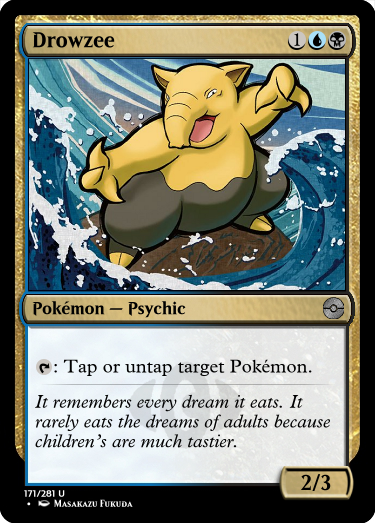 Drowzee 1
Pokémon — Psychic
: Tap or untap target Pokémon.
It remembers every dream it eats. It
rarely eats the dreams of adults because
children's are much tastier.
2/3
171/281 U
• Masakazu Fukuda